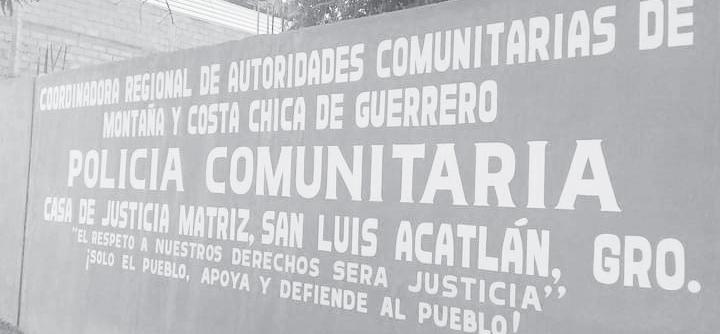 COORDINADORA REGIONAL DE AUTORIDADES COMUNITARIAS DE
MONTAÑA Y COSTA CHICA DE GUERRERO
POLICIA COMUNITARIA
CASA DE JUSTICIA MATRIZ, SAN LUIS ACATLÁN, GRO.
"EL RESPETO A NUESTROS DERECHOS SERA JUSTICIA"
¡SOLO EL PUEBLO, APOYA Y DEFIENDE AL PUEBLO!